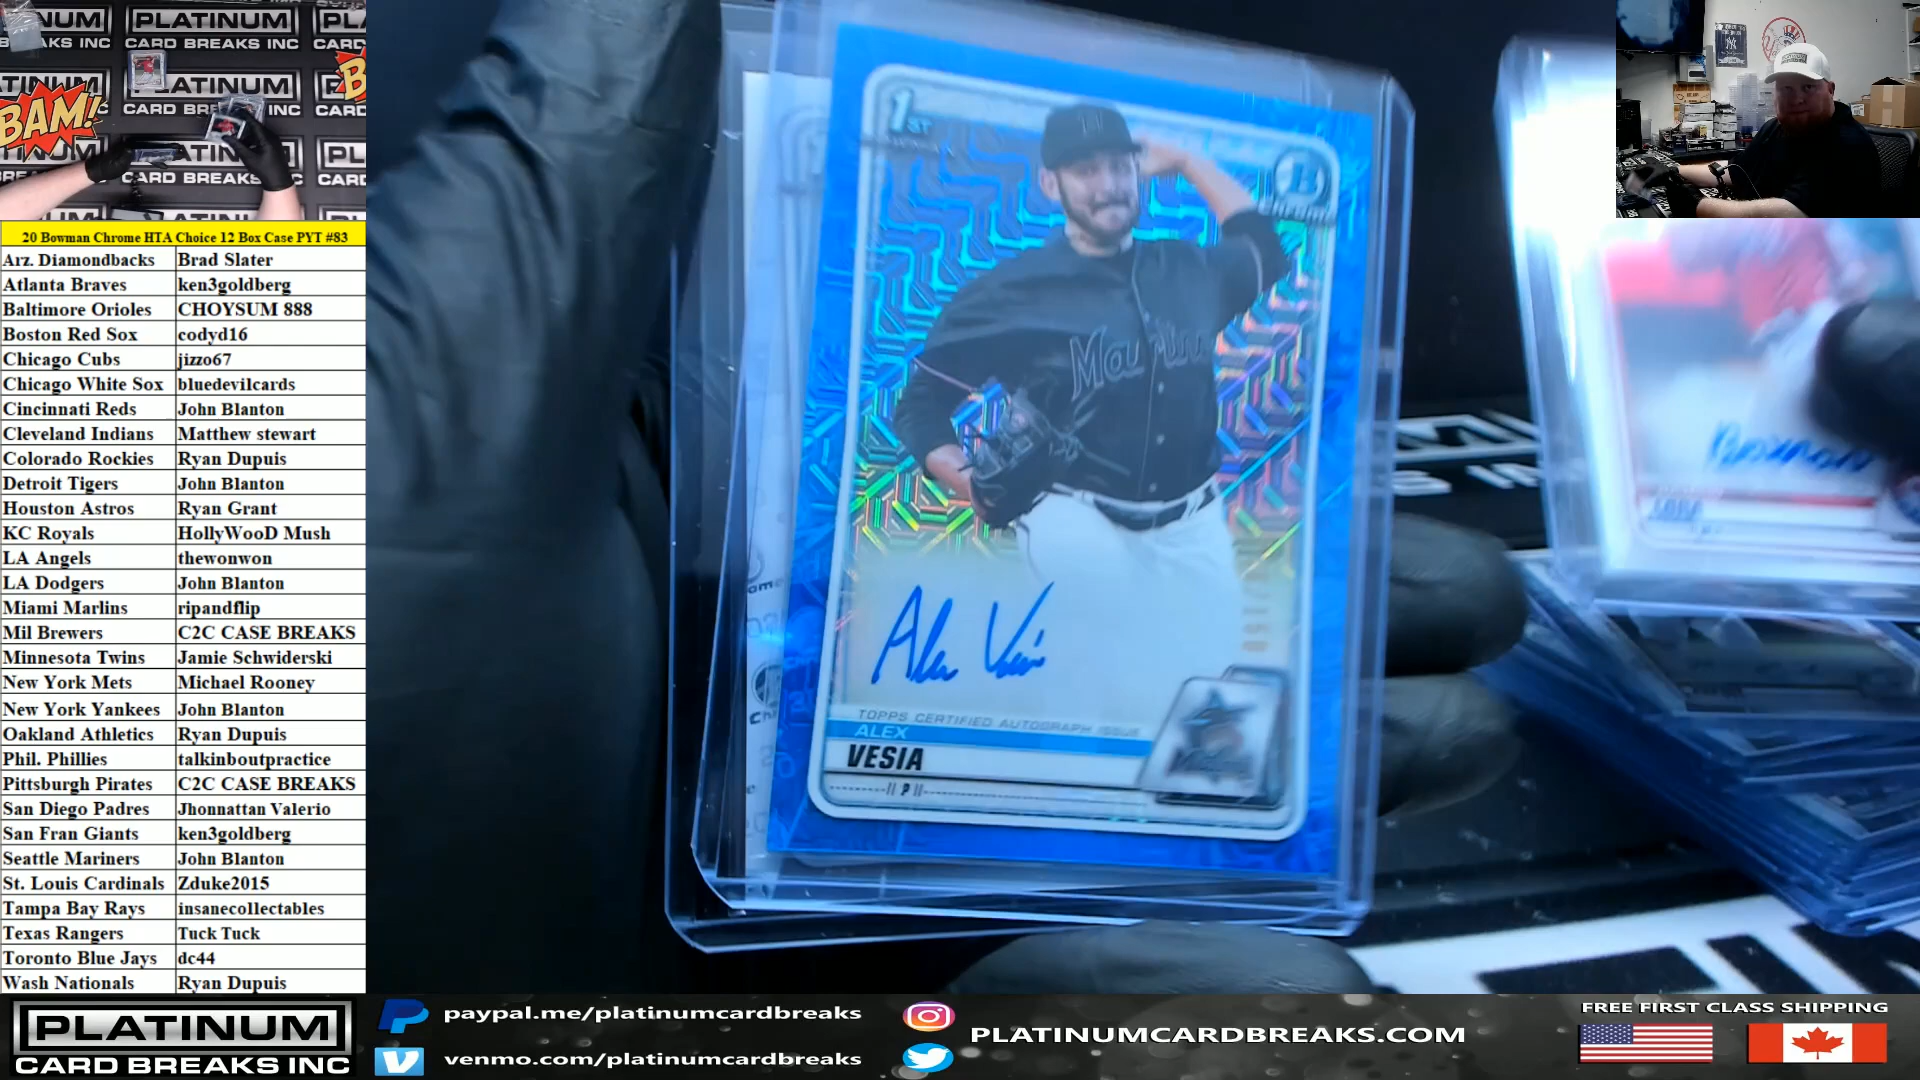 PLATINUM
CARD BREAKS INC
BAM!
20 Bowman Chrome HTA Choice 12 Box Case PYT #83
Arz. Diamondbacks Brad Slater
Atlanta Braves ken3goldberg
Baltimore Orioles CHOYSUM 888
Boston Red Sox codyd16
Chicago Cubs jizzo67
Chicago White Sox bluedevilcards
Cincinnati Reds John Blanton
Cleveland Indians Matthew stewart
Colorado Rockies Ryan Dupuis
Detroit Tigers John Blanton
Houston Astros Ryan Grant
KC Royals HollyWooD Mush
LA Angels thewonwon
LA Dodgers John Blanton
Miami Marlins ripandflip
Mil Brewers C2C CASE BREAKS
Minnesota Twins Jamie Schwiderski
New York Mets Michael Rooney
New York Yankees John Blanton
Oakland Athletics Ryan Dupuis
Phil. Phillies talkinboutpractice
Pittsburgh Pirates C2C CASE BREAKS
San Diego Padres Jhonnattan Valerio
San Fran Giants ken3goldberg
Seattle Mariners John Blanton
St. Louis Cardinals Zduke2015
Tampa Bay Rays insanecollectables
Texas Rangers Tuck Tuck
Toronto Blue Jays dc44
Wash Nationals Ryan Dupuis
1ST
B
Chrome
Marlins
Alex Vesia
TOPPS CERTIFIED AUTOGRAPH ISSUE
ALEX
VESIA
P
PLATINUM
CARD BREAKS INC
paypal.me/platinumcardbreaks
venmo.com/platinumcardbreaks
PLATINUMCARDBREAKS.COM
FREE FIRST CLASS SHIPPING